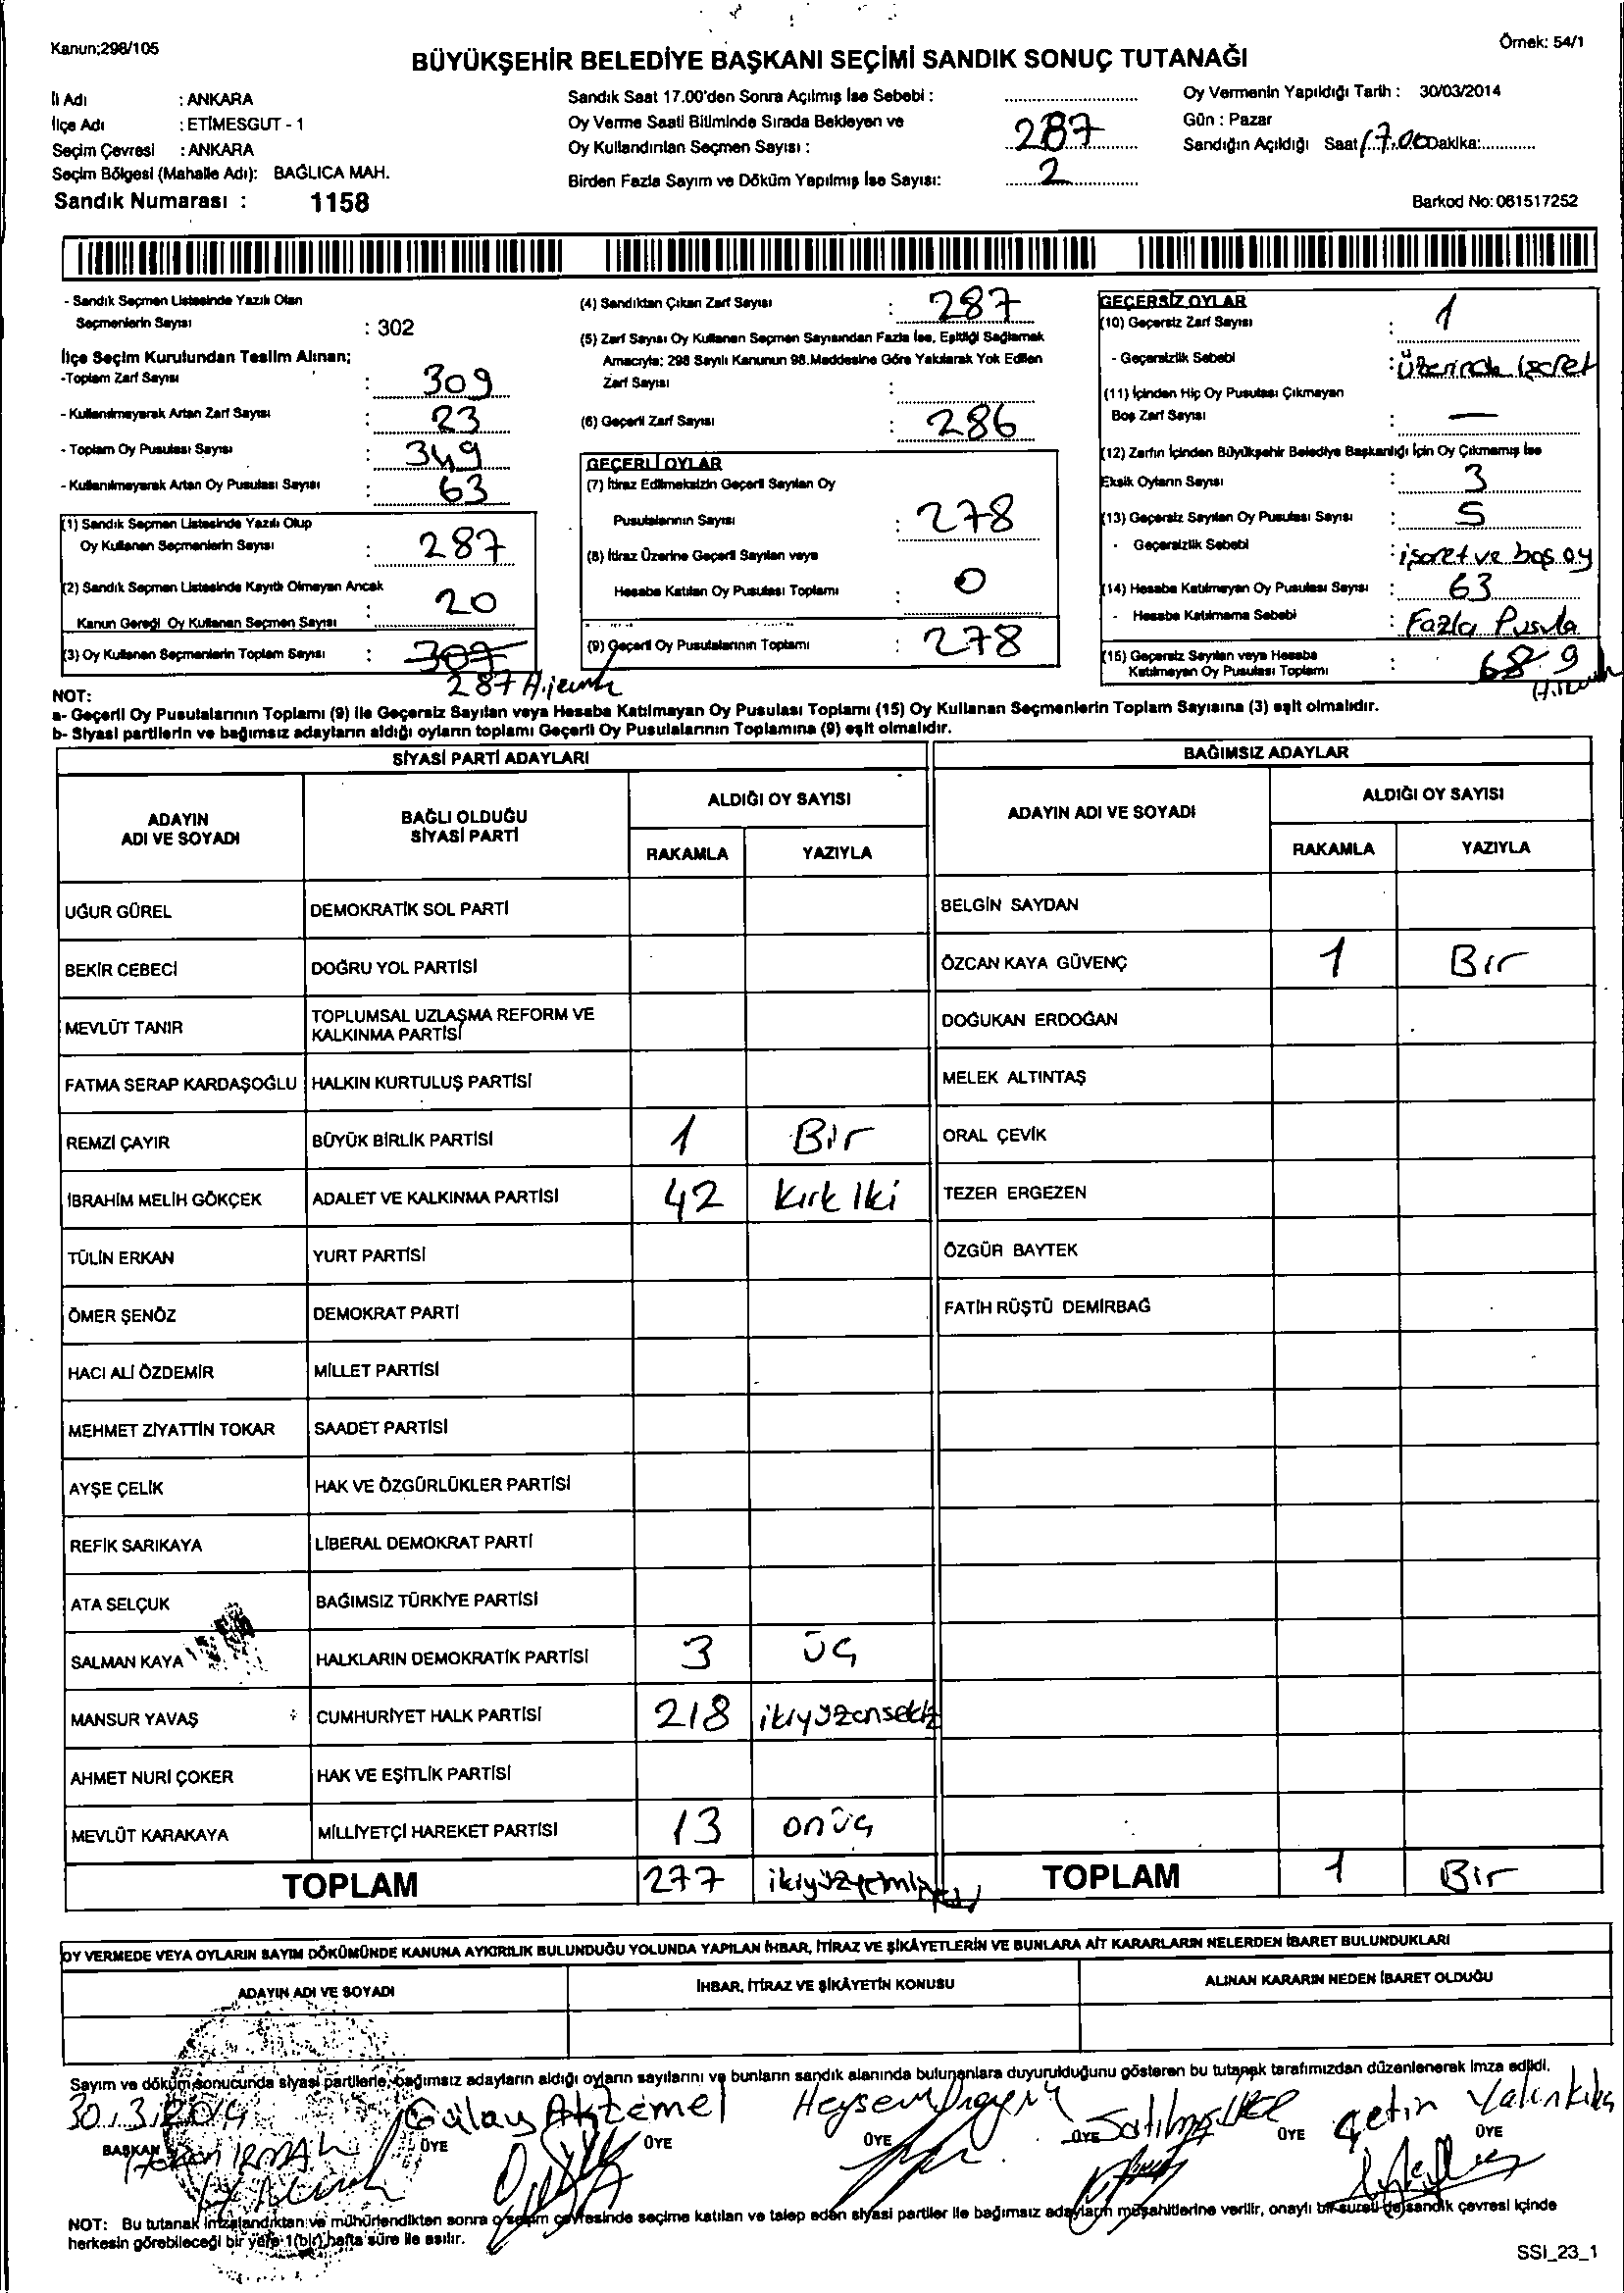 Kanun;298/105
Örnek: 54/1
BÜYÜKŞEHİR BELEDİYE BAŞKANI SEÇİMİ SANDIK SONUÇ TUTANAĞI
İl Adı : ANKARA
İlçe Adı : ETİMESGUT - 1
Seçim Çevresi : ANKARA
Seçim Bölgesi (Mahalle Adı): BAĞLICA MAH.
Sandık Numarası : 1158
Sandık Saat 17.00'den Sonra Açılmış İse Sebebi :
Oy Verme Saati Bitiminde Sırada Bekleyen ve
Oy Kullandırılan Seçmen Sayısı : 287
Birden Fazla Sayım ve Döküm Yapılmış İse Sayısı: 2
Oy Vermenin Yapıldığı Tarih : 30/03/2014
Gün : Pazar
Sandığın Açıldığı Saat 17.00 Dakika:
Barkod No: 061517252
- Sandık Seçmen Listesinde Yazılı Olan
Seçmenlerin Sayısı : 302
İlçe Seçim Kurulundan Teslim Alınan;
-Toplam Zarf Sayısı : 309
- Kullanılmayarak Artan Zarf Sayısı : 23
- Toplam Oy Pusulası Sayısı : 349
- Kullanılmayarak Artan Oy Pusulası Sayısı : 63
(1) Sandık Seçmen Listesinde Yazılı Olup
Oy Kullanan Seçmenlerin Sayısı : 287
(2) Sandık Seçmen Listesinde Kayıtlı Olmayan Ancak
Kanun Gereği Oy Kullanan Seçmen Sayısı : 20
(3) Oy Kullanan Seçmenlerin Toplam Sayısı : 307
287
(4) Sandıktan Çıkan Zarf Sayısı : 287
(5) Zarf Sayısı Oy Kullanan Seçmen Sayısından Fazla İse, Eşitliği Sağlamak
Amacıyla; 298 Sayılı Kanunun 98.Maddesine Göre Yakılarak Yok Edilen
Zarf Sayısı :
(6) Geçerli Zarf Sayısı : 286
GEÇERLİ OYLAR
(7) İtiraz Edilmeksizin Geçerli Sayılan Oy
Pusulalarının Sayısı : 278
(8) İtiraz Üzerine Geçerli Sayılan veya
Hesaba Katılan Oy Pusulası Toplamı : 0
(9) Geçerli Oy Pusulalarının Toplamı : 278
GEÇERSİZ OYLAR
(10) Geçersiz Zarf Sayısı : 1
- Geçersizlik Sebebi : üzerinde işaret
(11) İçinden Hiç Oy Pusulası Çıkmayan
Boş Zarf Sayısı : —
(12) Zarfın İçinden Büyükşehir Belediye Başkanlığı İçin Oy Çıkmamış İse
Eksik Oyların Sayısı : 3
(13) Geçersiz Sayılan Oy Pusulası Sayısı : 5
- Geçersizlik Sebebi : işaret ve boş oy
(14) Hesaba Katılmayan Oy Pusulası Sayısı : 63
- Hesaba Katılmama Sebebi : Fazla Pusula
(15) Geçersiz Sayılan veya Hesaba
Katılmayan Oy Pusulası Toplamı : 68 9
NOT:
a- Geçerli Oy Pusulalarının Toplamı (9) ile Geçersiz Sayılan veya Hesaba Katılmayan Oy Pusulası Toplamı (15) Oy Kullanan Seçmenlerin Toplam Sayısına (3) eşit olmalıdır.
b- Siyasi partilerin ve bağımsız adayların aldığı oyların toplamı Geçerli Oy Pusulalarının Toplamına (9) eşit olmalıdır.
SİYASİ PARTİ ADAYLARI
BAĞIMSIZ ADAYLAR
ADAYIN
ADI VE SOYADI
BAĞLI OLDUĞU
SİYASİ PARTİ
ALDIĞI OY SAYISI
RAKAMLA YAZIYLA
ADAYIN ADI VE SOYADI
ALDIĞI OY SAYISI
RAKAMLA YAZIYLA
UĞUR GÜREL DEMOKRATİK SOL PARTİ
BEKİR CEBECİ DOĞRU YOL PARTİSİ
MEVLÜT TANIR TOPLUMSAL UZLAŞMA REFORM VE
KALKINMA PARTİSİ
FATMA SERAP KARDAŞOĞLU HALKIN KURTULUŞ PARTİSİ
REMZİ ÇAYIR BÜYÜK BİRLİK PARTİSİ 1 Bir
İBRAHİM MELİH GÖKÇEK ADALET VE KALKINMA PARTİSİ 42 Kırk İki
TÜLİN ERKAN YURT PARTİSİ
ÖMER ŞENÖZ DEMOKRAT PARTİ
HACI ALİ ÖZDEMİR MİLLET PARTİSİ
MEHMET ZİYATTİN TOKAR SAADET PARTİSİ
AYŞE ÇELİK HAK VE ÖZGÜRLÜKLER PARTİSİ
REFİK SARIKAYA LİBERAL DEMOKRAT PARTİ
ATA SELÇUK BAĞIMSIZ TÜRKİYE PARTİSİ
SALMAN KAYA HALKLARIN DEMOKRATİK PARTİSİ 3 ÜÇ
MANSUR YAVAŞ CUMHURİYET HALK PARTİSİ 218 ikiyüzonsekiz
AHMET NURİ ÇOKER HAK VE EŞİTLİK PARTİSİ
MEVLÜT KARAKAYA MİLLİYETÇİ HAREKET PARTİSİ 13 onüç
TOPLAM 277 ikiyüzyetmişyedi
BELGİN SAYDAN
ÖZCAN KAYA GÜVENÇ 1 Bir
DOĞUKAN ERDOĞAN
MELEK ALTINTAŞ
ORAL ÇEVİK
TEZER ERGEZEN
ÖZGÜR BAYTEK
FATİH RÜŞTÜ DEMİRBAĞ
TOPLAM 1 Bir
OY VERMEDE VEYA OYLARIN SAYIM DÖKÜMÜNDE KANUNA AYKIRILIK BULUNDUĞU YOLUNDA YAPILAN İHBAR, İTİRAZ VE ŞİKÂYETLERİN VE BUNLARA AİT KARARLARIN NELERDEN İBARET BULUNDUKLARI
ADAYIN ADI VE SOYADI İHBAR, İTİRAZ VE ŞİKÂYETİN KONUSU ALINAN KARARIN NEDEN İBARET OLDUĞU
Sayım ve döküm sonucunda siyasi partilerle, bağımsız adayların aldığı oyların sayılarını ve bunların sandık alanında bulunanlara duyurulduğunu gösteren bu tutanak tarafımızdan düzenlenerek imza edildi.
30.3.2014 Gülay Aktemel Çetin Yalınkılıç
BAŞKAN ÜYE ÜYE ÜYE ÜYE ÜYE ÜYE
NOT: Bu tutanak imzalandıktan ve mühürlendikten sonra o seçim çevresinde seçime katılan ve talep eden siyasi partiler ile bağımsız adayların müşahitlerine verilir, onaylı bir sureti de sandık çevresi içinde
herkesin görebileceği bir yere 1(bir) hafta süre ile asılır.
SSI_23_1